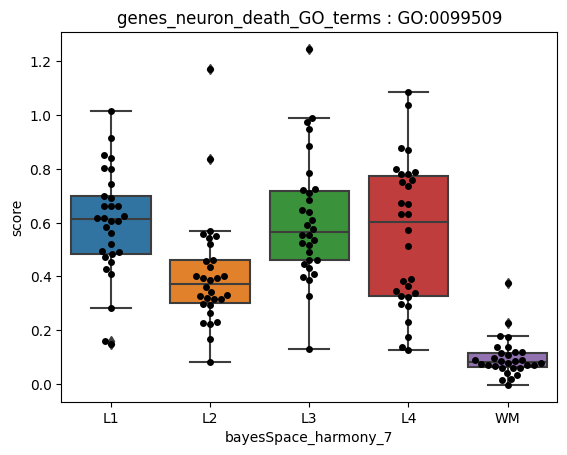 genes_neuron_death_GO_terms : GO:0099509
1.2
1.0
0.8
0.6
0.4
0.2
0.0
score
L1 L2 L3 L4 WM
bayesSpace_harmony_7